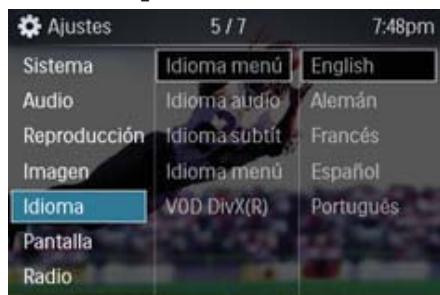 Ajustes 5 / 7 7:48pm
Sistema Idioma menú English
Audio Idioma audio Alemán
Reproducción Idioma subtit Francés
Imagen Idioma menú Español
Idioma VOD DivX(R) Portugués
Pantalla
Radio